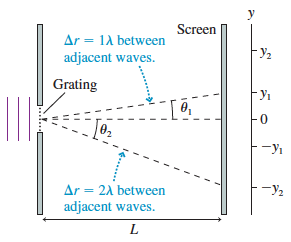 y
Screen
Δr = 1λ between
adjacent waves.
y₂
Grating
θ₁
y₁
0
θ₂
−y₁
Δr = 2λ between
adjacent waves.
−y₂
L